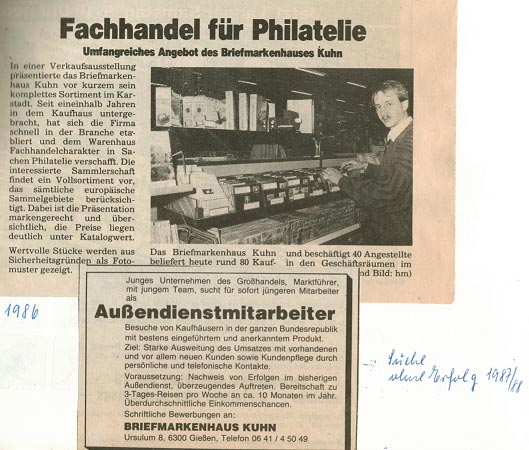 Fachhandel für Philatelie
Umfangreiches Angebot des Briefmarkenhauses Kuhn
In einer Verkaufsausstellung
präsentierte das Briefmarken-
haus Kuhn vor kurzem sein
komplettes Sortiment im Kar-
stadt. Seit eineinhalb Jahren
in dem Kaufhaus unterge-
bracht, hat sich die Firma
schnell in der Branche eta-
bliert und dem Warenhaus
Fachhandelcharakter in Sa-
chen Philatelie verschafft. Die
interessierte Sammlerschaft
findet ein Vollsortiment vor,
das sämtliche europäische
Sammelgebiete berücksich-
tigt. Dabei ist die Präsentation
markengerecht und über-
sichtlich, die Preise liegen
deutlich unter Katalogwert.
Wertvolle Stücke werden aus
Sicherheitsgründen als Foto-
muster gezeigt.
Das Briefmarkenhaus Kuhn
beliefert heute rund 80 Kauf-
und beschäftigt 40 Angestellte
in den Geschäftsräumen im
nd Bild: hm)
1986
Junges Unternehmen des Großhandels, Marktführer,
mit jungem Team, sucht für sofort jüngeren Mitarbeiter
als
Außendienstmitarbeiter
Besuche von Kaufhäusern in der ganzen Bundesrepublik
mit bestens eingeführtem und anerkanntem Produkt.
Ziel: Starke Ausweitung des Umsatzes mit vorhandenen
und vor allem neuen Kunden sowie Kundenpflege durch
persönliche und telefonische Kontakte.
Voraussetzung: Nachweis von Erfolgen im bisherigen
Außendienst, überzeugendes Auftreten. Bereitschaft zu
3-Tages-Reisen pro Woche an ca. 10 Monaten im Jahr.
Überdurchschnittliche Einkommenschancen.
Schriftliche Bewerbungen an:
BRIEFMARKENHAUS KUHN
Ursulum 8, 6300 Gießen, Telefon 06 41 / 4 50 49
→ Suche
ohne Erfolg 1987/88